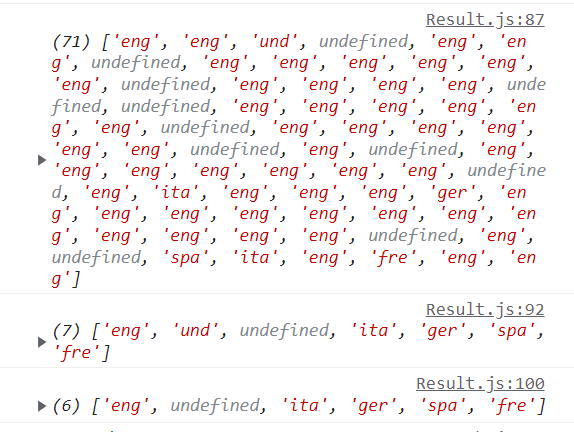 Result.js:87
(71) ['eng', 'eng', 'und', undefined, 'eng', 'en
g', undefined, 'eng', 'eng', 'eng', 'eng', 'eng',
'eng', undefined, 'eng', 'eng', 'eng', 'eng', unde
fined, undefined, 'eng', 'eng', 'eng', 'eng', 'en
g', 'eng', undefined, 'eng', 'eng', 'eng', 'eng',
'eng', 'eng', undefined, 'eng', undefined, 'eng',
'eng', 'eng', 'eng', 'eng', 'eng', 'eng', undefine
d, 'eng', 'ita', 'eng', 'eng', 'eng', 'ger', 'en
g', 'eng', 'eng', 'eng', 'eng', 'eng', 'eng', 'en
g', 'eng', 'eng', 'eng', 'eng', undefined, 'eng',
undefined, 'spa', 'ita', 'eng', 'fre', 'eng', 'en
g']
Result.js:92
(7) ['eng', 'und', undefined, 'ita', 'ger', 'spa',
'fre']
Result.js:100
(6) ['eng', undefined, 'ita', 'ger', 'spa', 'fre']